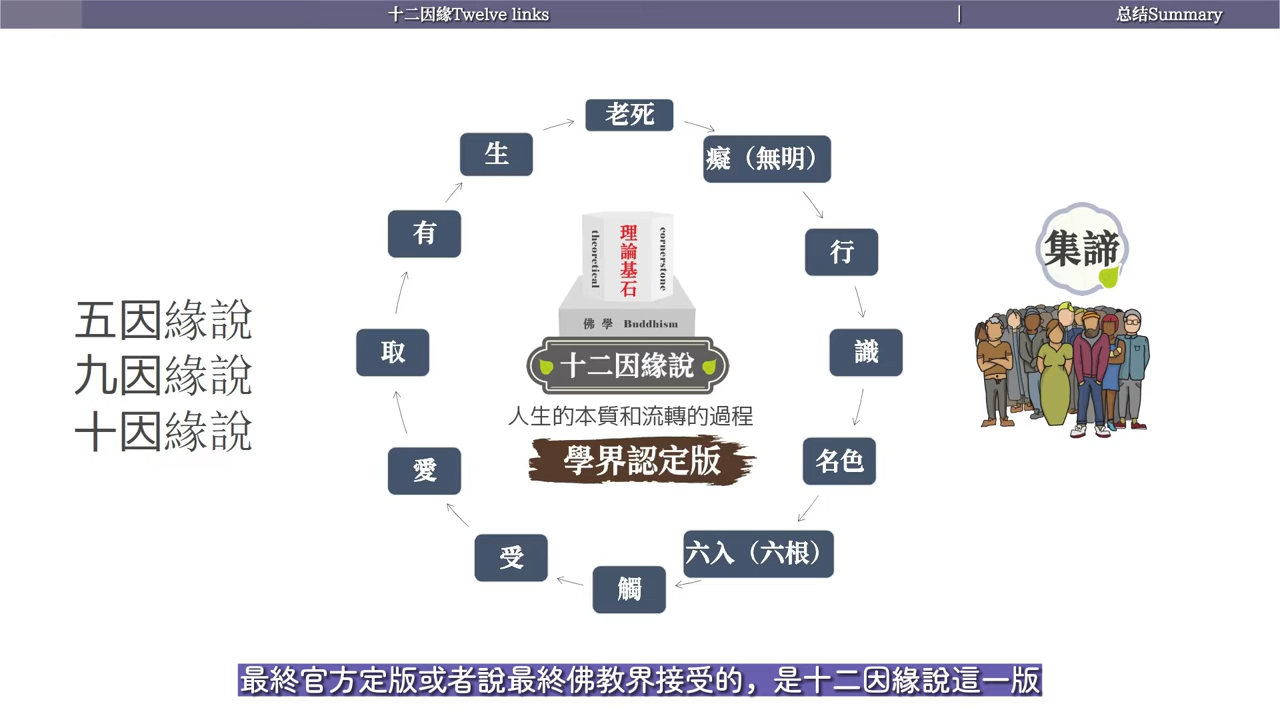 十二因緣Twelve links
|
总结Summary
老死
癡（無明）
行
識
名色
六入（六根）
觸
受
愛
取
有
生
theoretical
理論基石
cornerstone
佛學 Buddhism
十二因緣說
人生的本質和流轉的過程
學界認定版
五因緣說
九因緣說
十因緣說
集諦
最終官方定版或者說最終佛教界接受的，是十二因緣說這一版